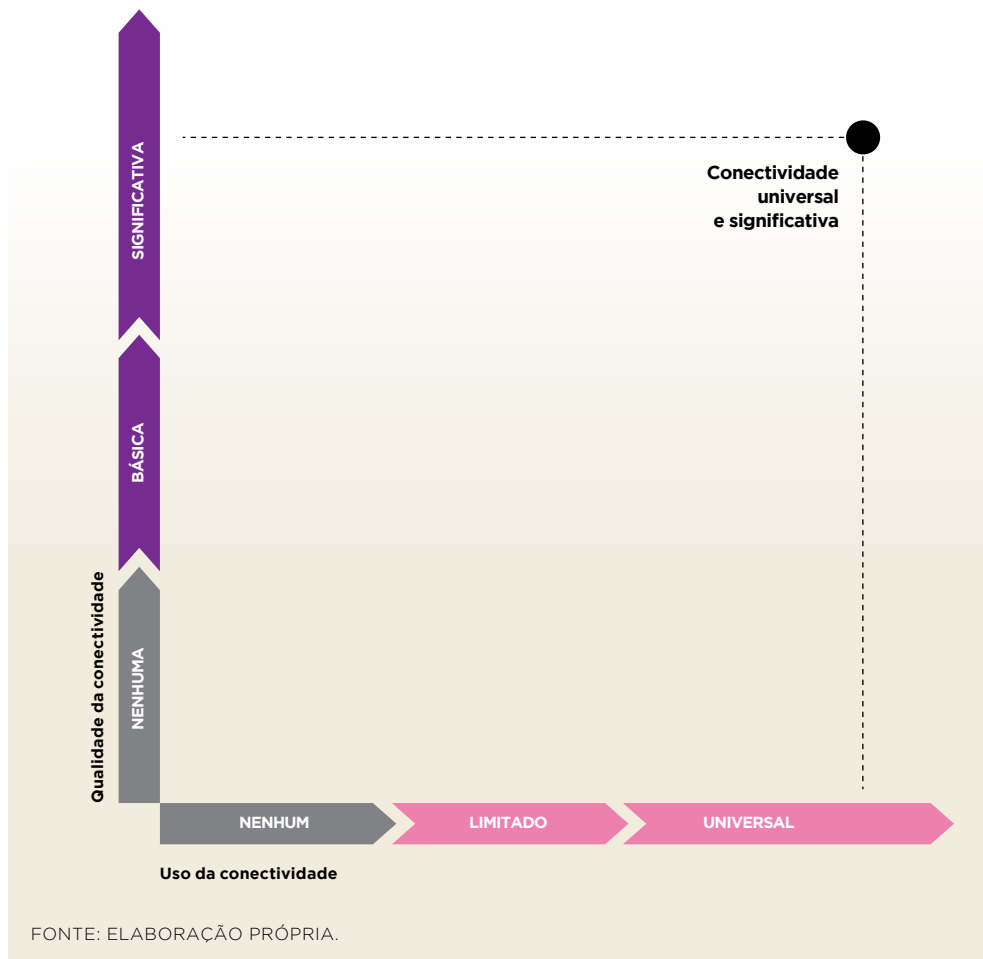 SIGNIFICATIVA
Conectividade
universal
e significativa
BÁSICA
NENHUMA
Qualidade da conectividade
NENHUM
LIMITADO
UNIVERSAL
Uso da conectividade
FONTE: ELABORAÇÃO PRÓPRIA.